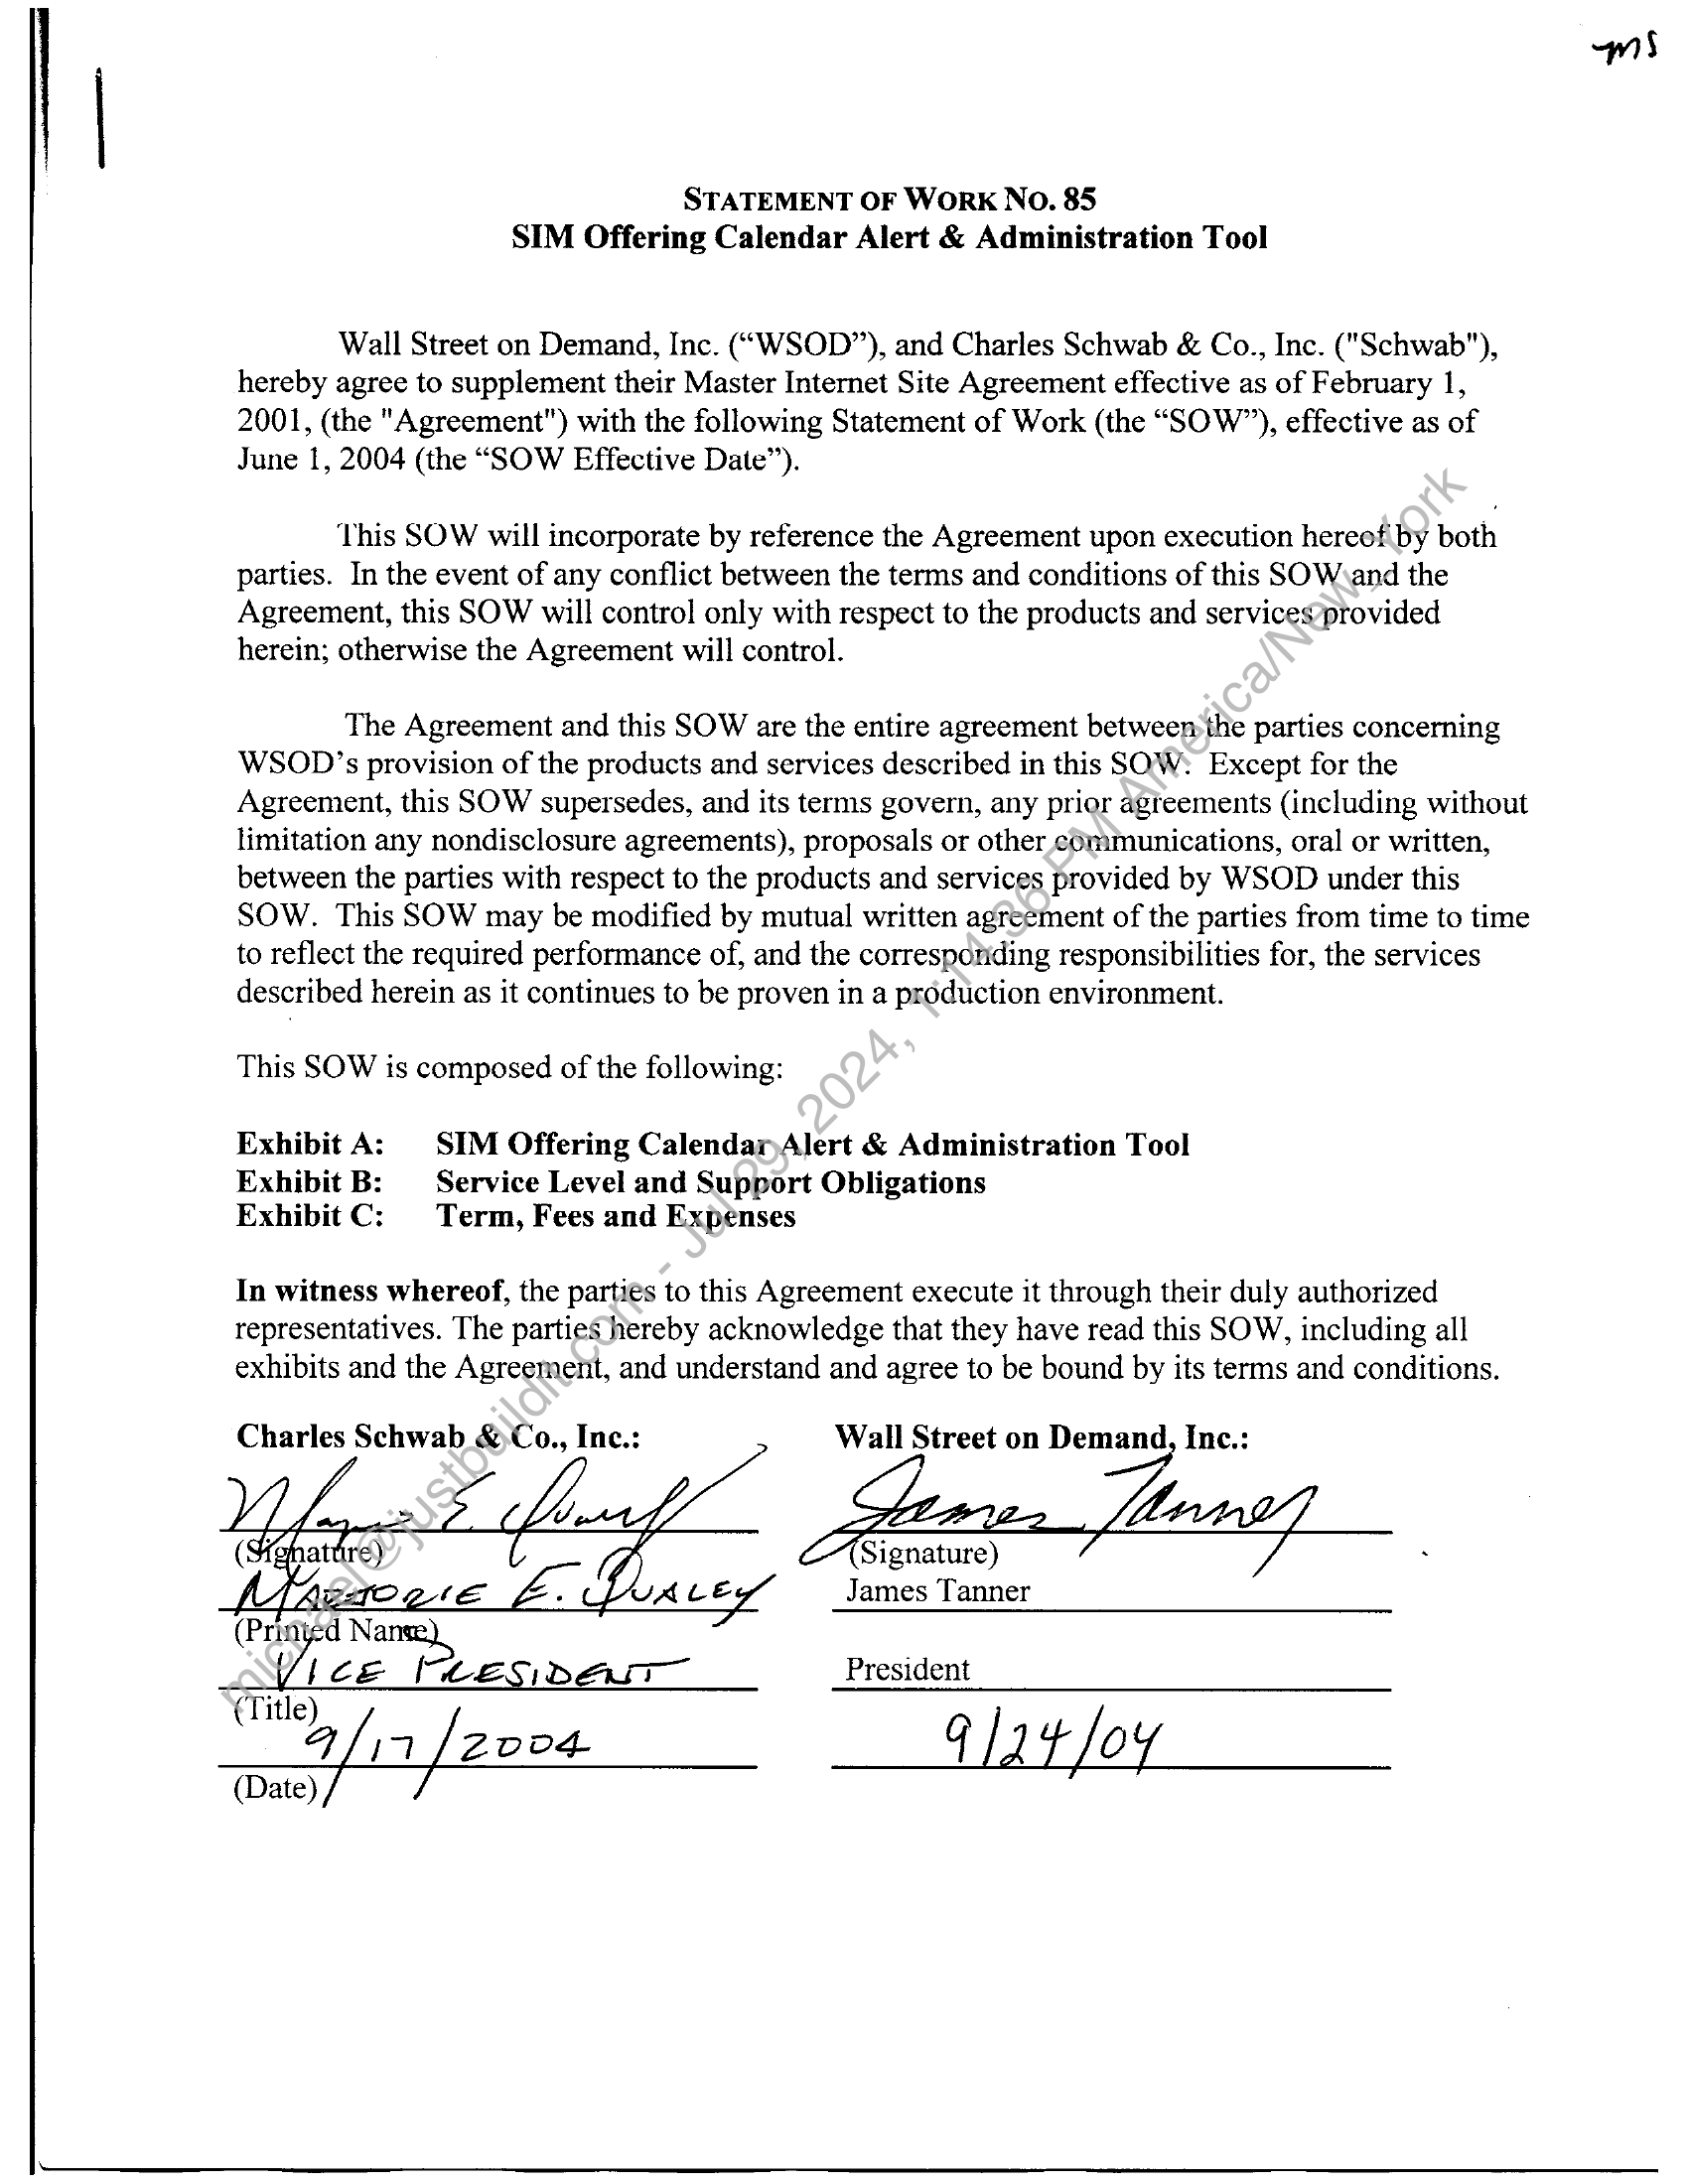 ms
STATEMENT OF WORK NO. 85
SIM Offering Calendar Alert & Administration Tool
Wall Street on Demand, Inc. (“WSOD”), and Charles Schwab & Co., Inc. ("Schwab"),
hereby agree to supplement their Master Internet Site Agreement effective as of February 1,
2001, (the "Agreement") with the following Statement of Work (the “SOW”), effective as of
June 1, 2004 (the “SOW Effective Date”).
This SOW will incorporate by reference the Agreement upon execution hereof by both
parties. In the event of any conflict between the terms and conditions of this SOW and the
Agreement, this SOW will control only with respect to the products and services provided
herein; otherwise the Agreement will control.
The Agreement and this SOW are the entire agreement between the parties concerning
WSOD’s provision of the products and services described in this SOW. Except for the
Agreement, this SOW supersedes, and its terms govern, any prior agreements (including without
limitation any nondisclosure agreements), proposals or other communications, oral or written,
between the parties with respect to the products and services provided by WSOD under this
SOW. This SOW may be modified by mutual written agreement of the parties from time to time
to reflect the required performance of, and the corresponding responsibilities for, the services
described herein as it continues to be proven in a production environment.
This SOW is composed of the following:
Exhibit A: SIM Offering Calendar Alert & Administration Tool
Exhibit B: Service Level and Support Obligations
Exhibit C: Term, Fees and Expenses
In witness whereof, the parties to this Agreement execute it through their duly authorized
representatives. The parties hereby acknowledge that they have read this SOW, including all
exhibits and the Agreement, and understand and agree to be bound by its terms and conditions.
Charles Schwab & Co., Inc.: Wall Street on Demand, Inc.:
James Tanner
(Signature) (Signature)
MARJORIE E. QUALEY James Tanner
(Printed Name)
VICE PRESIDENT President
(Title)
9/17/2004 9/24/04
(Date)
michael@justbuildit.com - Jul 29, 2024, 1:14:36 PM America/New_York